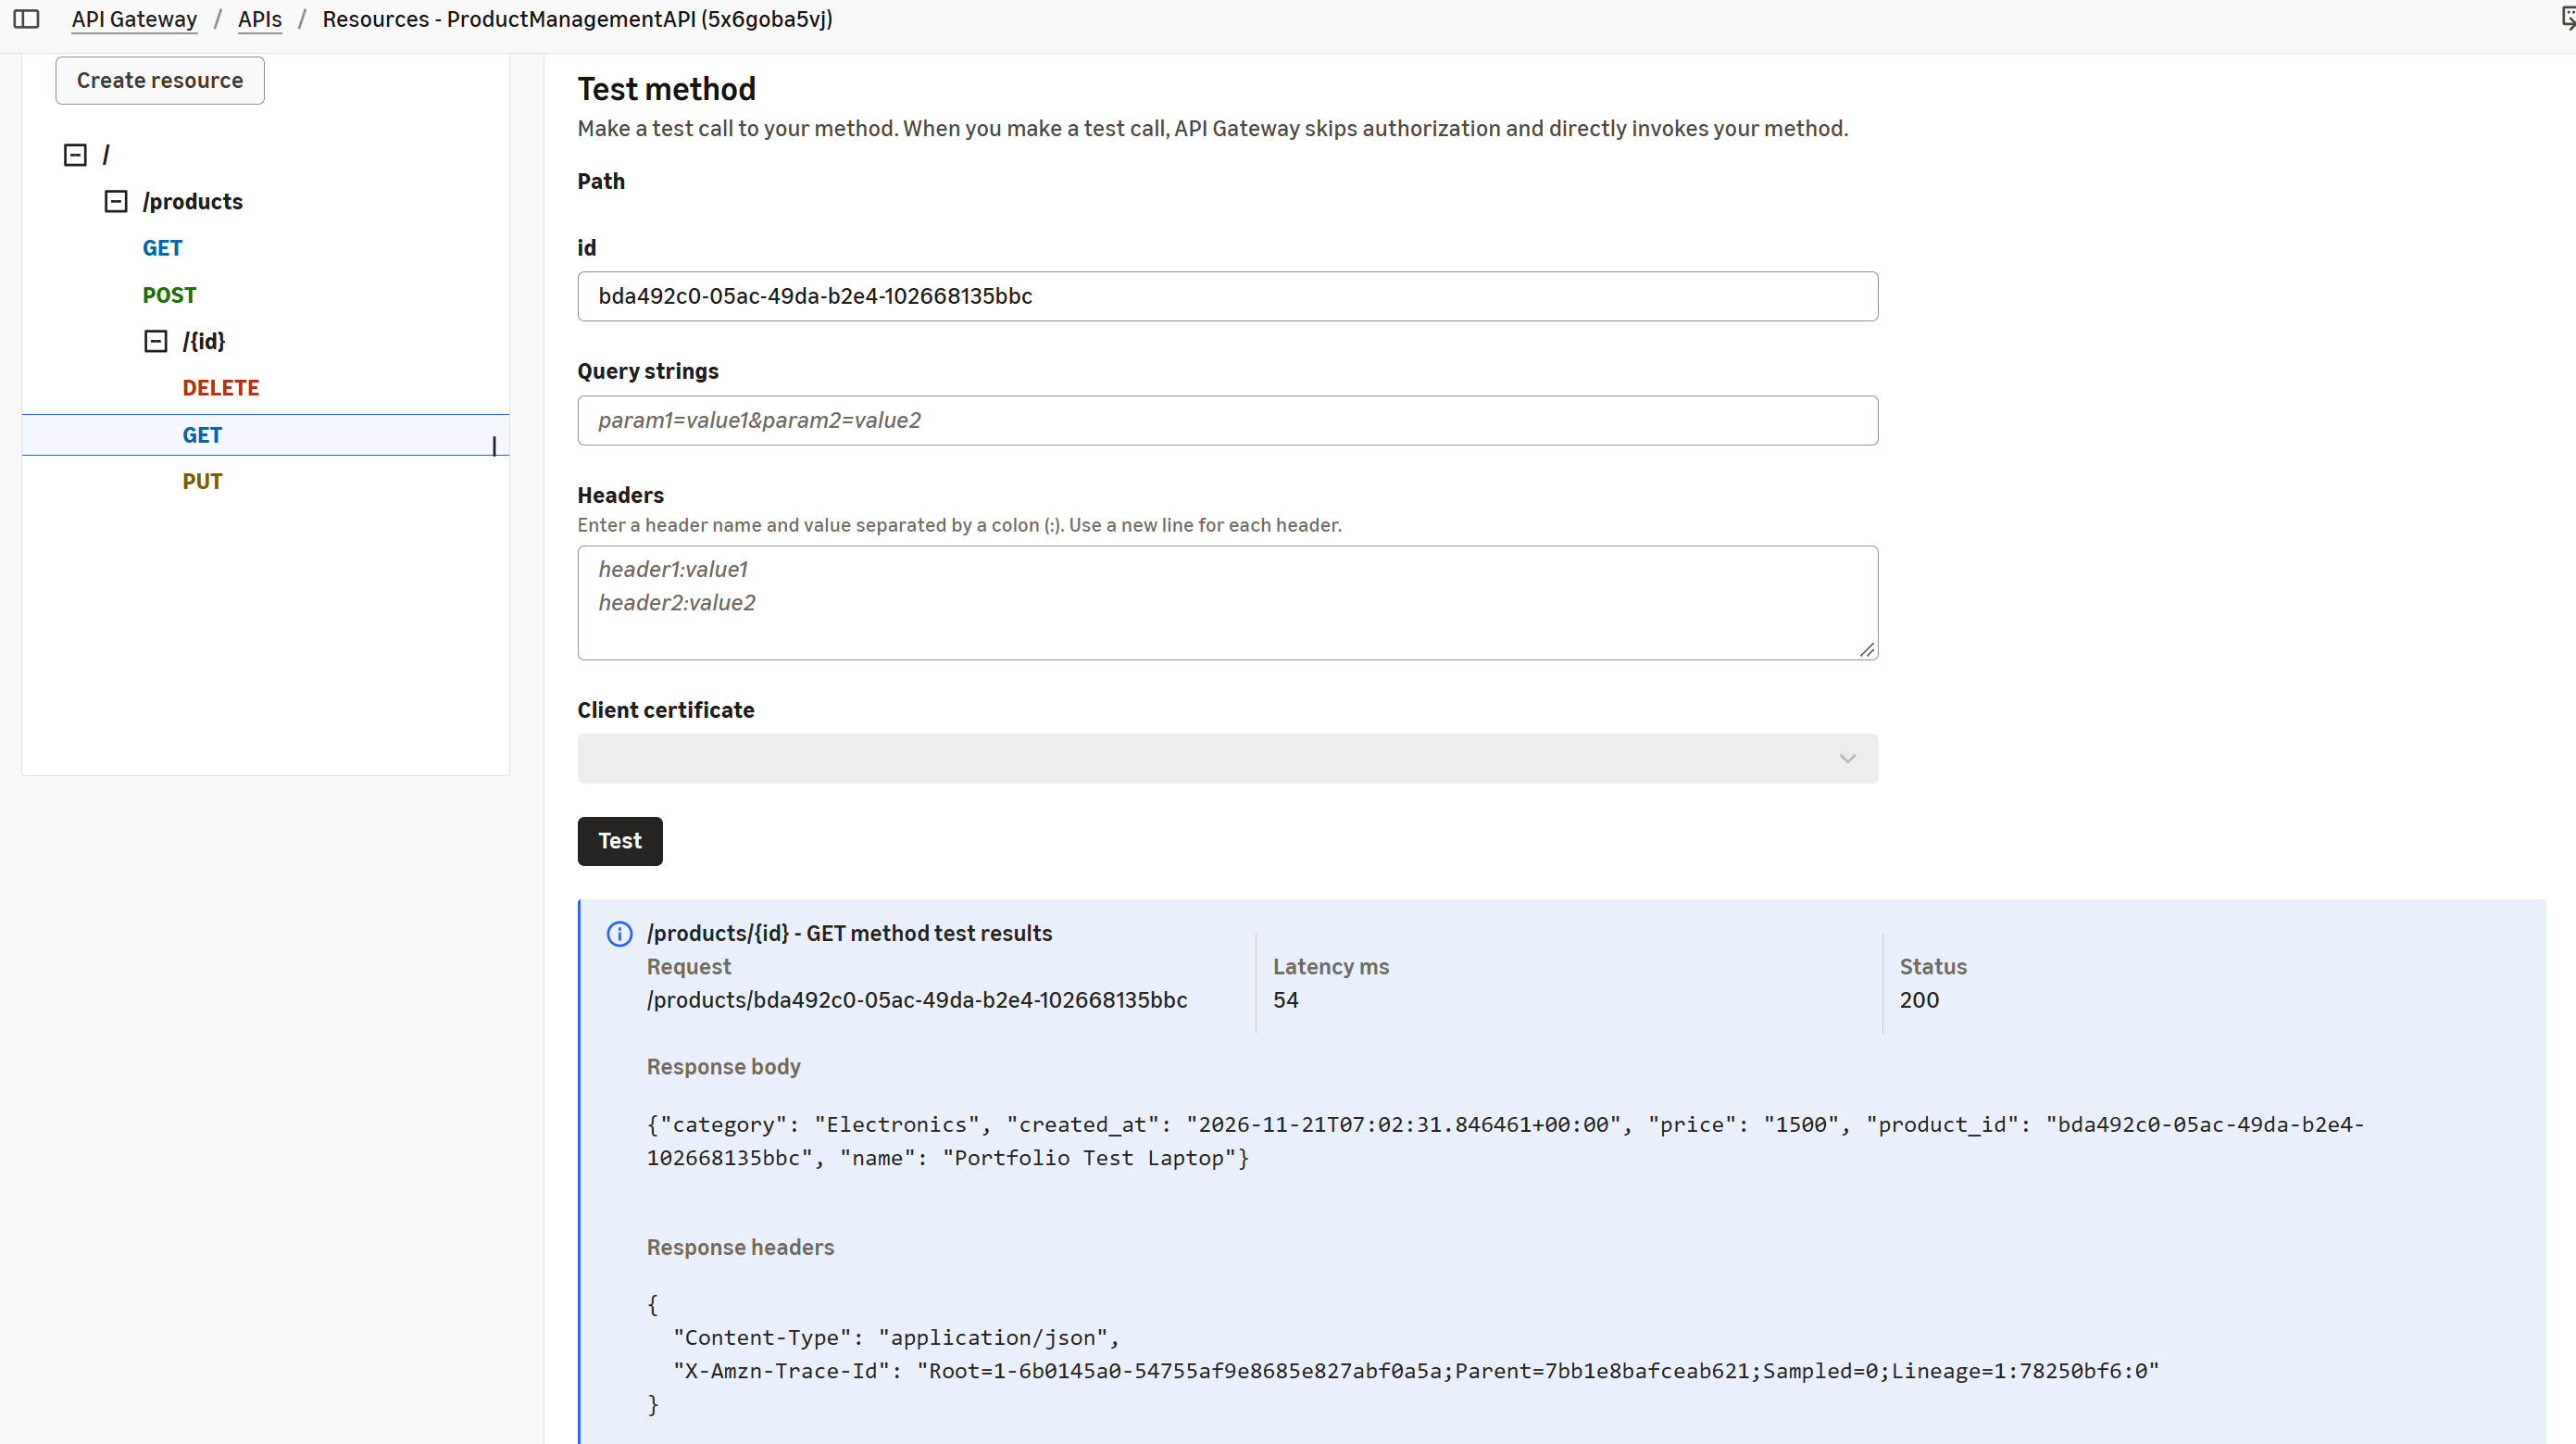 API Gateway / APIs / Resources - ProductManagementAPI (5x6goba5vj)
Create resource
/
/products
GET
POST
/{id}
DELETE
GET
PUT
Test method
Make a test call to your method. When you make a test call, API Gateway skips authorization and directly invokes your method.
Path
id
bda492c0-05ac-49da-b2e4-102668135bbc
Query strings
param1=value1&param2=value2
Headers
Enter a header name and value separated by a colon (:). Use a new line for each header.
header1:value1
header2:value2
Client certificate
Test
/products/{id} - GET method test results
Request
/products/bda492c0-05ac-49da-b2e4-102668135bbc
Latency ms
54
Status
200
Response body
{"category": "Electronics", "created_at": "2026-11-21T07:02:31.846461+00:00", "price": "1500", "product_id": "bda492c0-05ac-49da-b2e4-
102668135bbc", "name": "Portfolio Test Laptop"}
Response headers
{
"Content-Type": "application/json",
"X-Amzn-Trace-Id": "Root=1-6b0145a0-54755af9e8685e827abf0a5a;Parent=7bb1e8bafceab621;Sampled=0;Lineage=1:78250bf6:0"
}